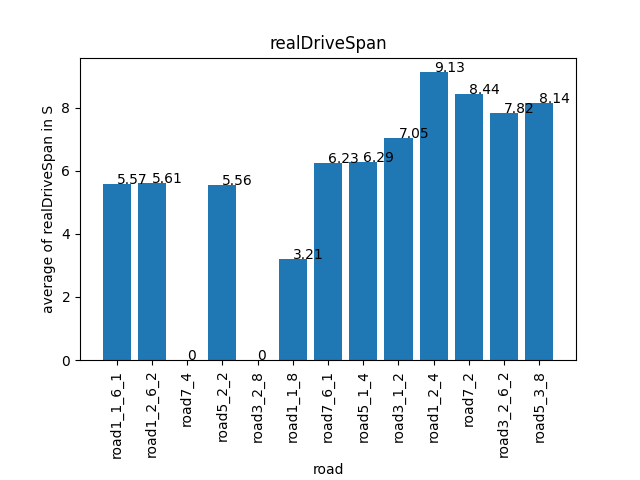 realDriveSpan
average of realDriveSpan in S
8
6
4
2
0
5.57
5.61
0
5.56
0
3.21
6.23
6.29
7.05
9.13
8.44
7.82
8.14
road1_1_6_1
road1_2_6_2
road7_4
road5_2_2
road3_2_8
road1_1_8
road7_6_1
road5_1_4
road3_1_2
road1_2_4
road7_2
road3_2_6_2
road5_3_8
road